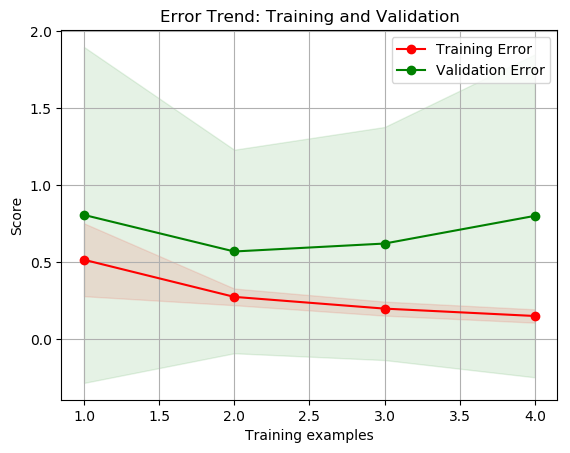 Error Trend: Training and Validation
Training Error
Validation Error
Score
2.0
1.5
1.0
0.5
0.0
1.0 1.5 2.0 2.5 3.0 3.5 4.0
Training examples